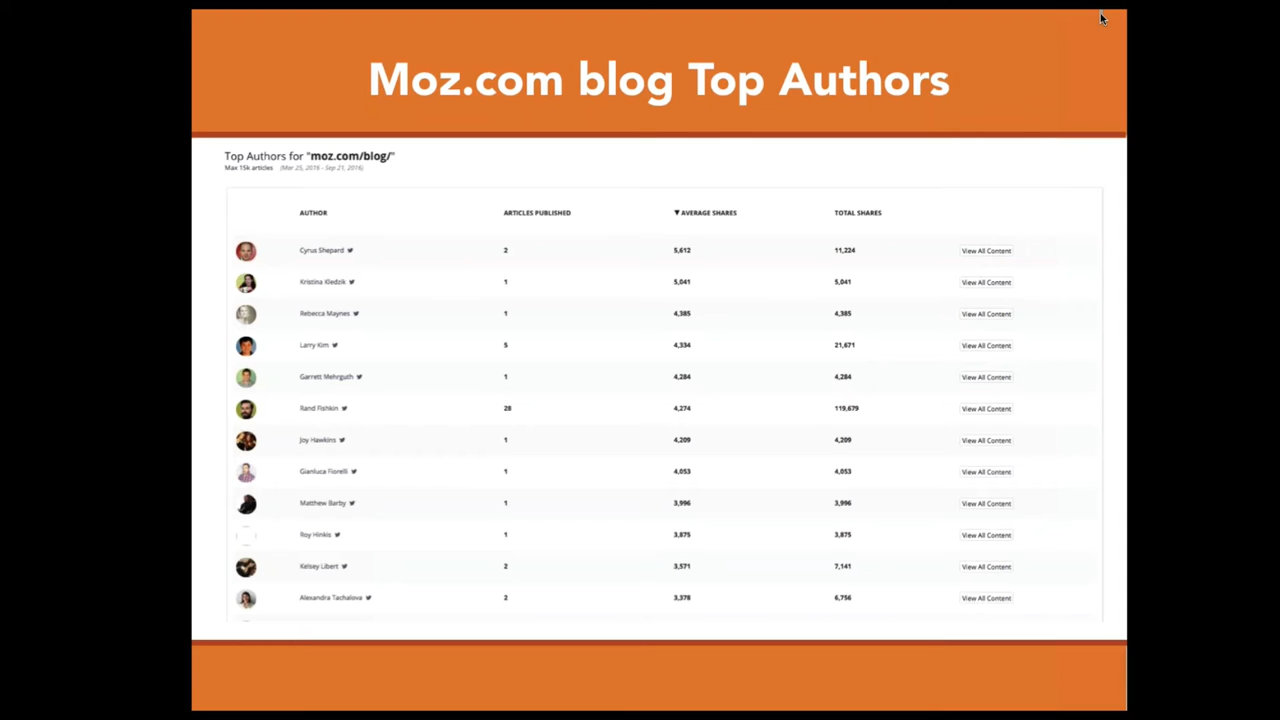 Moz.com blog Top Authors
Top Authors for "moz.com/blog/"
Max 15k articles (Mar 25, 2016 - Sep 21, 2016)
AUTHOR ARTICLES PUBLISHED ▼ AVERAGE SHARES TOTAL SHARES
Cyrus Shepard 2 5,612 11,224 View All Content
Kristina Kledzik 1 5,041 5,041 View All Content
Rebecca Maynes 1 4,385 4,385 View All Content
Larry Kim 5 4,334 21,671 View All Content
Garrett Mehrguth 1 4,284 4,284 View All Content
Rand Fishkin 28 4,274 119,679 View All Content
Joy Hawkins 1 4,209 4,209 View All Content
Gianluca Fiorelli 1 4,053 4,053 View All Content
Matthew Barby 1 3,996 3,996 View All Content
Roy Hinkis 1 3,875 3,875 View All Content
Kelsey Libert 2 3,571 7,141 View All Content
Alexandra Tachalova 2 3,378 6,756 View All Content